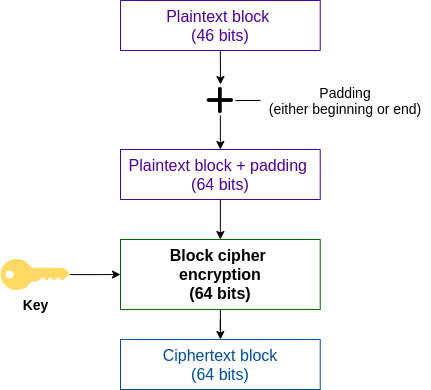 Plaintext block
(46 bits)
Padding
(either beginning or end)
Plaintext block + padding
(64 bits)
Block cipher
encryption
(64 bits)
Key
Ciphertext block
(64 bits)